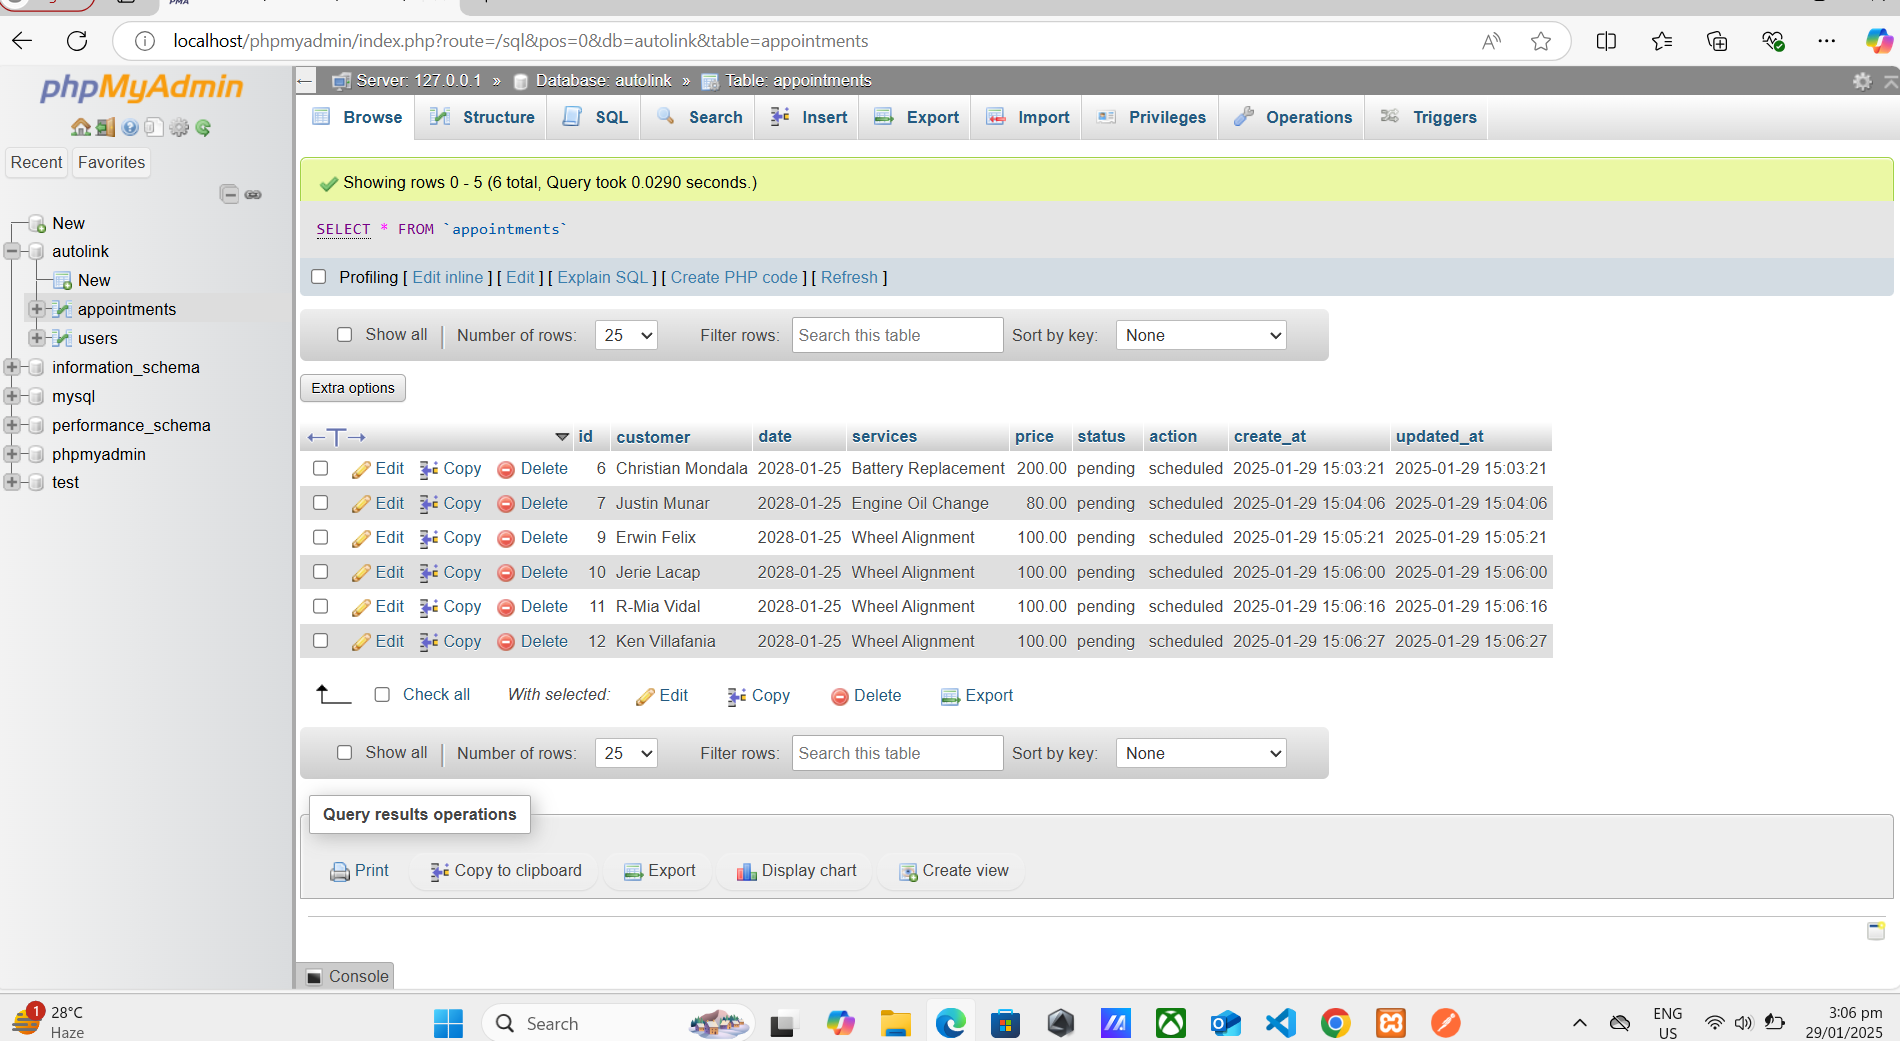 localhost/phpmyadmin/index.php?route=/sql&pos=0&db=autolink&table=appointments
phpMyAdmin
Recent Favorites
New
autolink
New
appointments
users
information_schema
mysql
performance_schema
phpmyadmin
test
Server: 127.0.0.1 » Database: autolink » Table: appointments
Browse Structure SQL Search Insert Export Import Privileges Operations Triggers
Showing rows 0 - 5 (6 total, Query took 0.0290 seconds.)
SELECT * FROM `appointments`
Profiling [ Edit inline ] [ Edit ] [ Explain SQL ] [ Create PHP code ] [ Refresh ]
Show all Number of rows: 25 Filter rows: Search this table Sort by key: None
Extra options
id customer date services price status action create_at updated_at
Edit Copy Delete 6 Christian Mondala 2028-01-25 Battery Replacement 200.00 pending scheduled 2025-01-29 15:03:21 2025-01-29 15:03:21
Edit Copy Delete 7 Justin Munar 2028-01-25 Engine Oil Change 80.00 pending scheduled 2025-01-29 15:04:06 2025-01-29 15:04:06
Edit Copy Delete 9 Erwin Felix 2028-01-25 Wheel Alignment 100.00 pending scheduled 2025-01-29 15:05:21 2025-01-29 15:05:21
Edit Copy Delete 10 Jerie Lacap 2028-01-25 Wheel Alignment 100.00 pending scheduled 2025-01-29 15:06:00 2025-01-29 15:06:00
Edit Copy Delete 11 R-Mia Vidal 2028-01-25 Wheel Alignment 100.00 pending scheduled 2025-01-29 15:06:16 2025-01-29 15:06:16
Edit Copy Delete 12 Ken Villafania 2028-01-25 Wheel Alignment 100.00 pending scheduled 2025-01-29 15:06:27 2025-01-29 15:06:27
Check all With selected: Edit Copy Delete Export
Show all Number of rows: 25 Filter rows: Search this table Sort by key: None
Query results operations
Print Copy to clipboard Export Display chart Create view
Console
1
28°C
Haze
Search
ENG
US
3:06 pm
29/01/2025